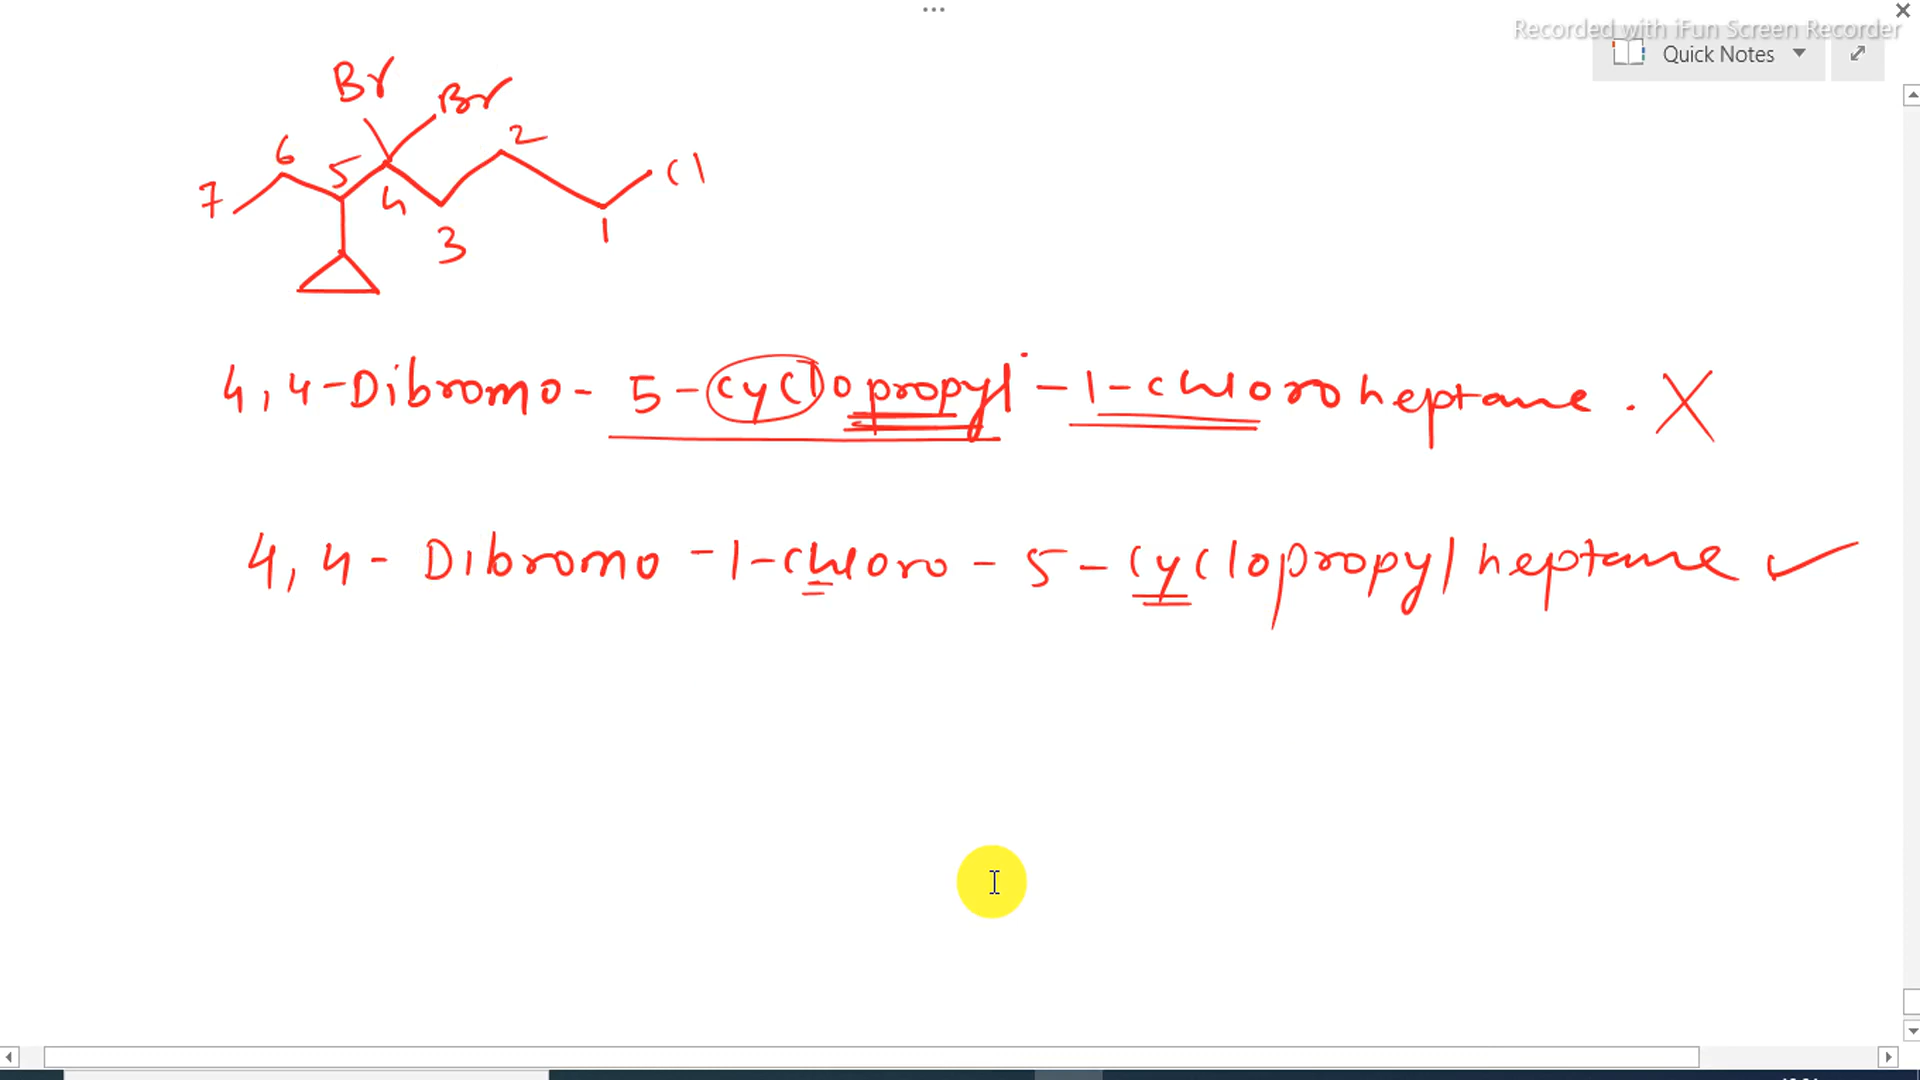 Recorded with iFun Screen Recorder
Quick Notes
Br
Br
2
6
5
Cl
7
4
1
3
4,4-Dibromo-5-cyclopropyl-1-chloroheptane. X
4,4-Dibromo-1-chloro-5-cyclopropylheptane ✓